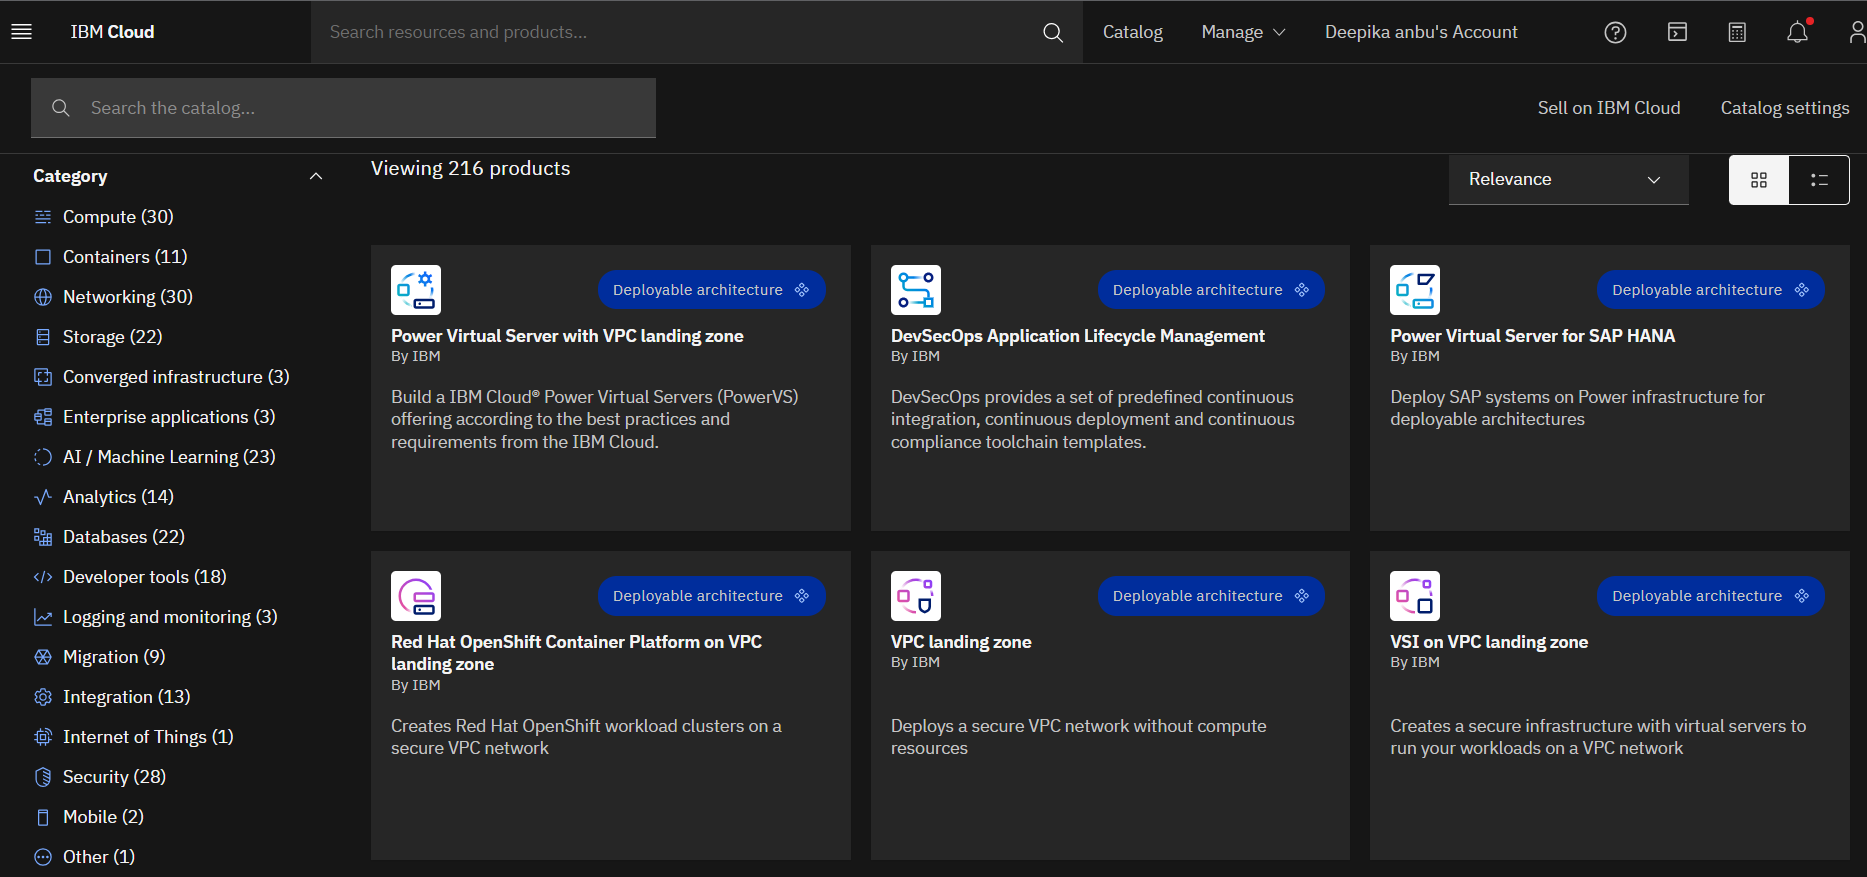 IBM Cloud
Search resources and products...
Catalog
Manage
Deepika anbu's Account
Search the catalog...
Sell on IBM Cloud
Catalog settings
Category
Compute (30)
Containers (11)
Networking (30)
Storage (22)
Converged infrastructure (3)
Enterprise applications (3)
AI / Machine Learning (23)
Analytics (14)
Databases (22)
Developer tools (18)
Logging and monitoring (3)
Migration (9)
Integration (13)
Internet of Things (1)
Security (28)
Mobile (2)
Other (1)
Viewing 216 products
Relevance
Deployable architecture
Power Virtual Server with VPC landing zone
By IBM
Build a IBM Cloud® Power Virtual Servers (PowerVS)
offering according to the best practices and
requirements from the IBM Cloud.
Deployable architecture
DevSecOps Application Lifecycle Management
By IBM
DevSecOps provides a set of predefined continuous
integration, continuous deployment and continuous
compliance toolchain templates.
Deployable architecture
Power Virtual Server for SAP HANA
By IBM
Deploy SAP systems on Power infrastructure for
deployable architectures
Deployable architecture
Red Hat OpenShift Container Platform on VPC
landing zone
By IBM
Creates Red Hat OpenShift workload clusters on a
secure VPC network
Deployable architecture
VPC landing zone
By IBM
Deploys a secure VPC network without compute
resources
Deployable architecture
VSI on VPC landing zone
By IBM
Creates a secure infrastructure with virtual servers to
run your workloads on a VPC network